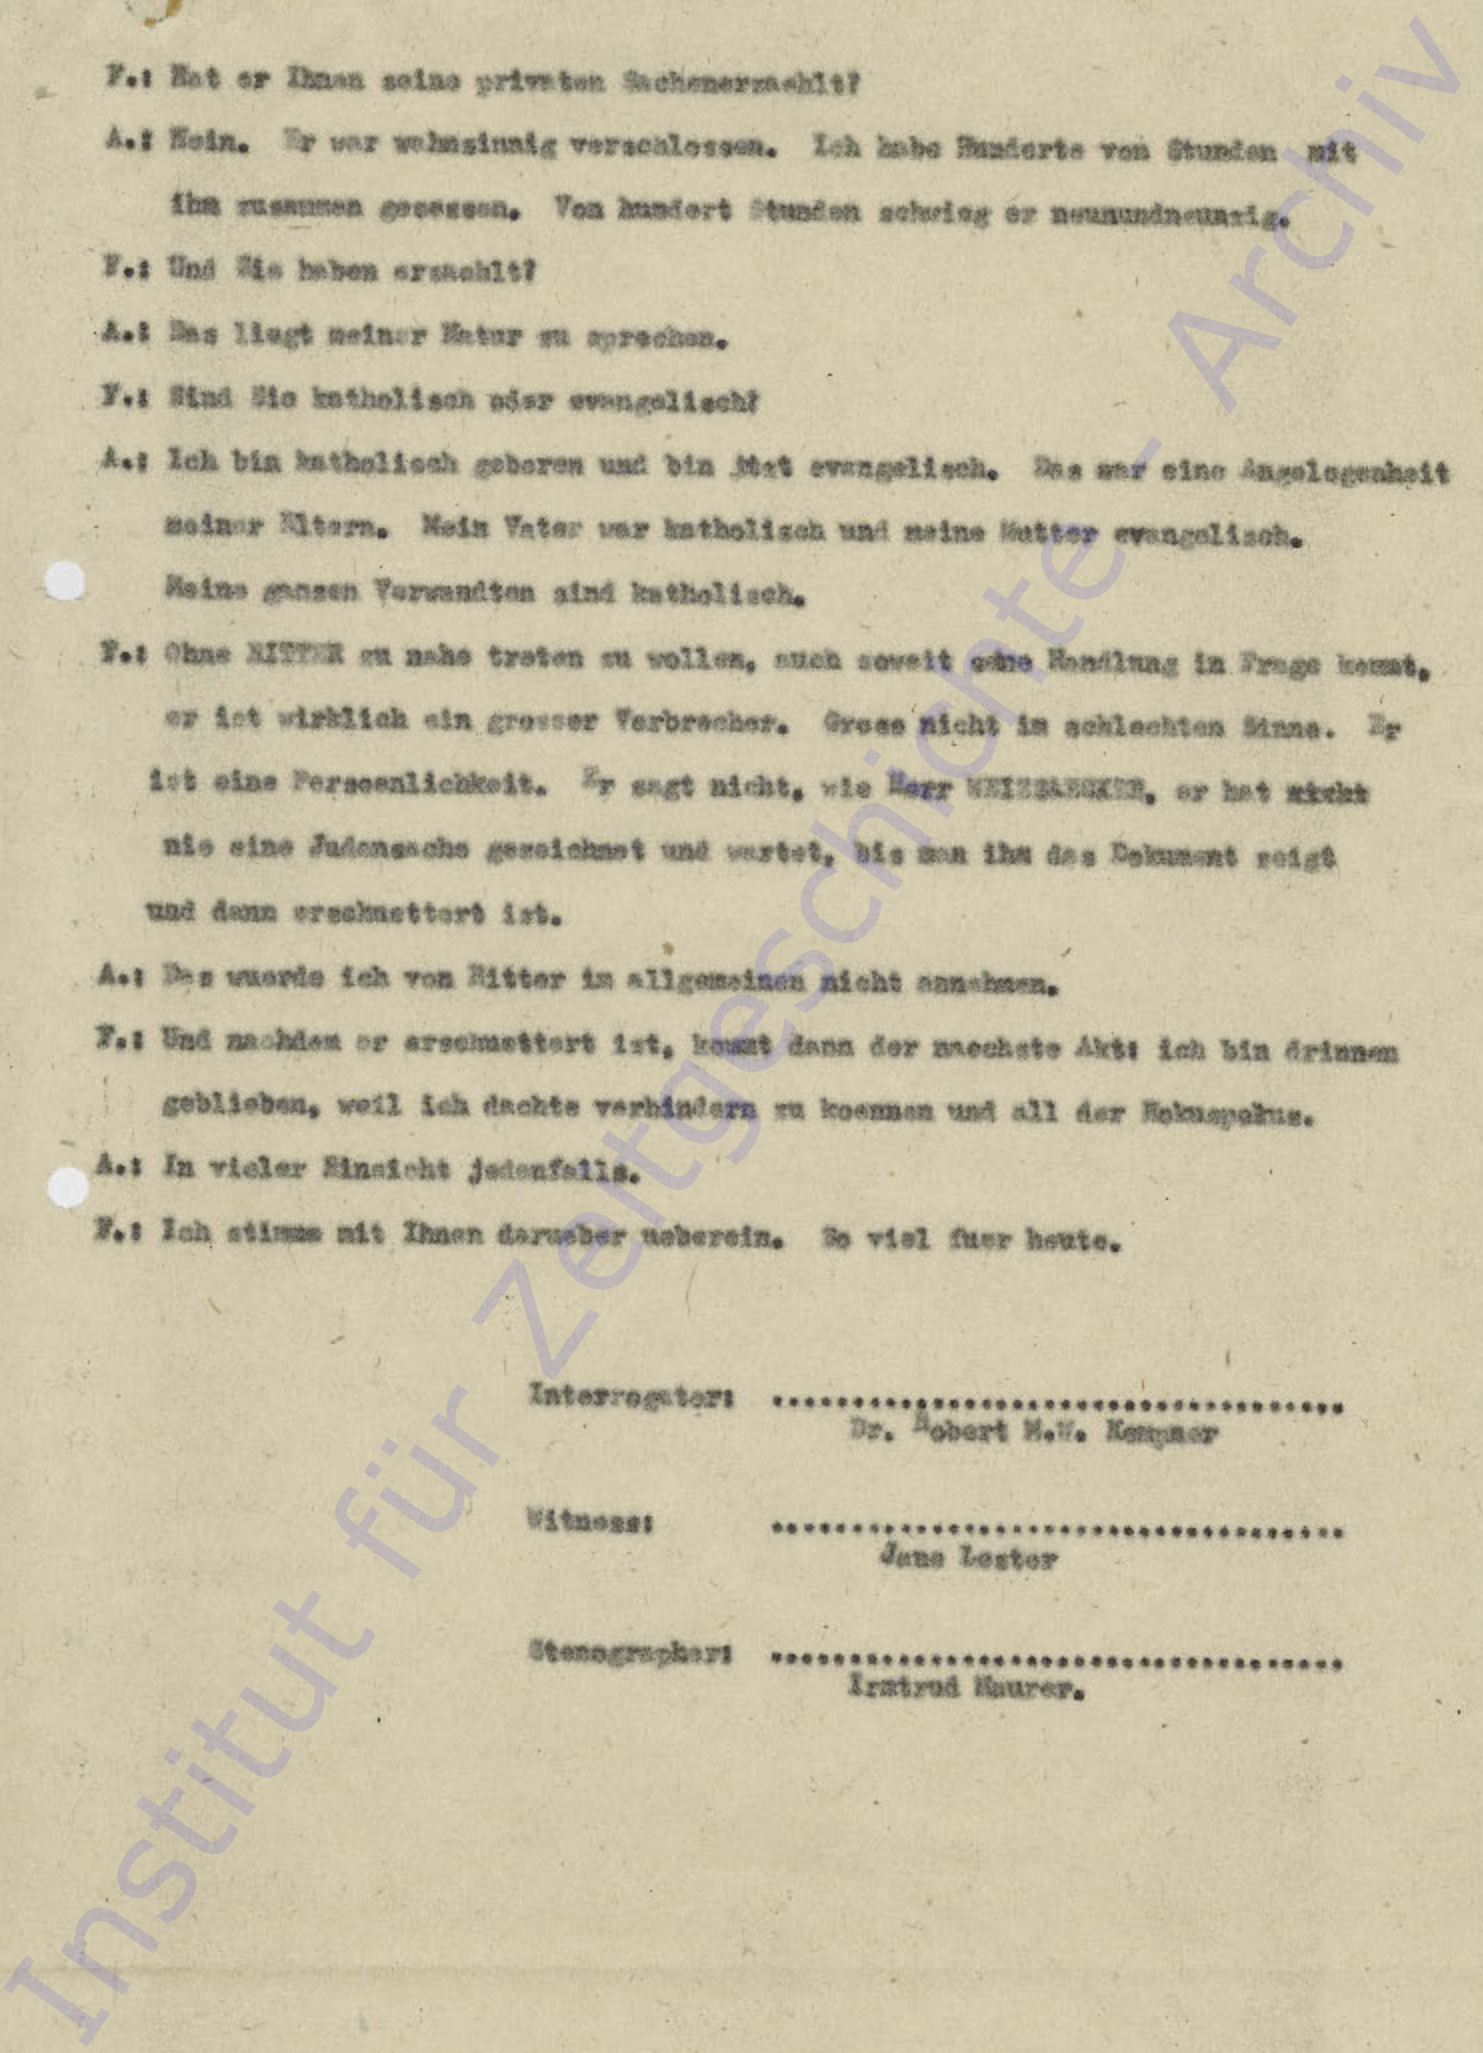 F.: Hat er Ihnen seine privaten Sachenerzaehlt?
A.: Nein. Er war wahnsinnig verschlossen. Ich habe Hunderte von Stunden mit
ihm zusammen gesessen. Von hundert Stunden schwieg er neunundneunzig.
F.: Und Sie haben erzaehlt?
A.: Das liegt meiner Natur zu sprechen.
F.: Sind Sie katholisch oder evangelisch?
A.: Ich bin katholisch geboren und bin evangelisch. Das war eine Angelegenheit
meiner Eltern. Mein Vater war katholisch und meine Mutter evangelisch.
Meine ganzen Verwandten sind katholisch.
F.: Ohne RITTER zu nahe treten zu wollen, auch soweit seine Handlung in Frage kommt,
er ist wirklich ein grosser Verbrecher. Gross nicht im schlechten Sinne. Er
ist eine Persoenlichkeit. Er sagt nicht, wie Herr WEIZSAECKER, er hat nicht
nie eine Judensache gezeichnet und wartet, bis man ihm das Dokument zeigt
und dann erschuettert ist.
A.: Das wuerde ich von Ritter im allgemeinen nicht annehmen.
F.: Und nachdem er erschuettert ist, kommt dann der naechste Akt: ich bin drinnen
geblieben, weil ich dachte verhindern zu koennen und all der Hokuspokus.
A.: In vieler Hinsicht jedenfalls.
F.: Ich stimme mit Ihnen darueber ueberein. So viel fuer heute.
Interrogator: ....................................
Dr. Robert M.W. Kempner
Witness: ....................................
Jane Lester
Stenographer: ....................................
Irmtrud Maurer.
Institut für Zeitgeschichte - Archiv